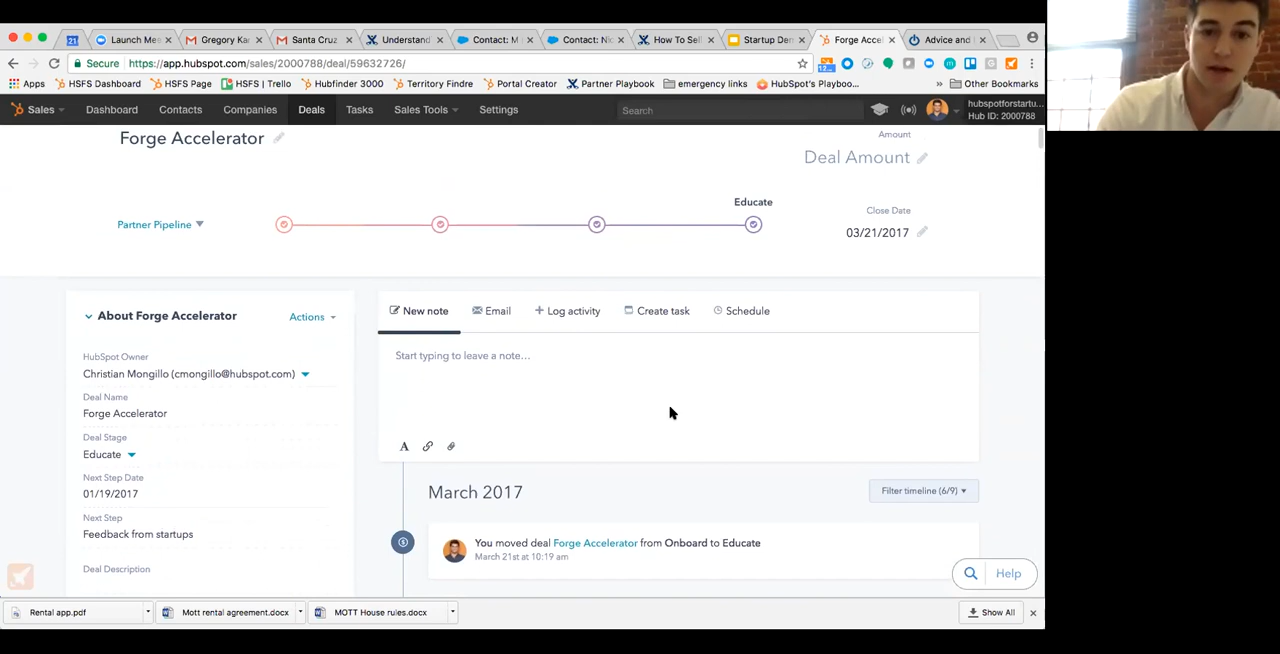 21
Launch Me
Gregory Ka
Santa Cruz
Understand
Contact: M
Contact: Nic
How To Sell
Startup Dem
Forge Accel
Advice and
Secure
https://app.hubspot.com/sales/2000788/deal/59632726/
Apps
HSFS Dashboard
HSFS Page
HSFS | Trello
Hubfinder 3000
Territory Finder
Portal Creator
Partner Playbook
emergency links
HubSpot's Playboo...
»
Other Bookmarks
Sales
Dashboard
Contacts
Companies
Deals
Tasks
Sales Tools
Settings
Search
hubspotforstartu...
Hub ID: 2000788
Forge Accelerator
Amount
Deal Amount
Educate
Partner Pipeline
Close Date
03/21/2017
About Forge Accelerator
Actions
HubSpot Owner
Christian Mongillo (cmongillo@hubspot.com)
Deal Name
Forge Accelerator
Deal Stage
Educate
Next Step Date
01/19/2017
Next Step
Feedback from startups
Deal Description
New note
Email
Log activity
Create task
Schedule
Start typing to leave a note...
A
March 2017
Filter timeline (6/9)
You moved deal Forge Accelerator from Onboard to Educate
March 21st at 10:19 am
Help
Rental app.pdf
Mott rental agreement.docx
MOTT House rules.docx
Show All